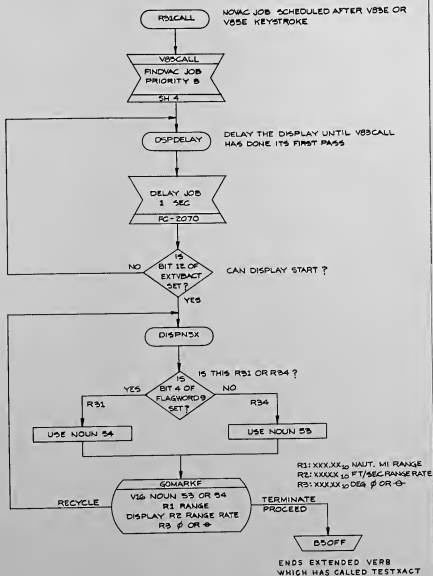 R31CALL
NOVAC JOB SCHEDULED AFTER V83E OR
V85E KEYSTROKE
V83CALL
FINDVAC JOB
PRIORITY 5
SH 4
DSPDELAY
DELAY THE DISPLAY UNTIL V83CALL
HAS DONE ITS FIRST PASS
DELAY JOB
1 SEC
FC-2070
NO
IS
BIT 12 OF
EXTVBACT
SET?
CAN DISPLAY START ?
YES
DISPN5X
IS THIS R31 OR R34 ?
YES
IS
BIT 4 OF
FLAGWORD9
SET?
NO
R31
R34
USE NOUN 54
USE NOUN 53
R1: XXX.XX10 NAUT. MI RANGE
R2: XXXX.X10 FT/SEC RANGE RATE
R3: XXX.XX10 DEG Ø OR Θ
GOMARKF
V16 NOUN 53 OR 54
R1 RANGE
DISPLAY R2 RANGE RATE
R3 Ø OR Θ
RECYCLE
TERMINATE
PROCEED
B5OFF
ENDS EXTENDED VERB
WHICH HAS CALLED TESTXACT